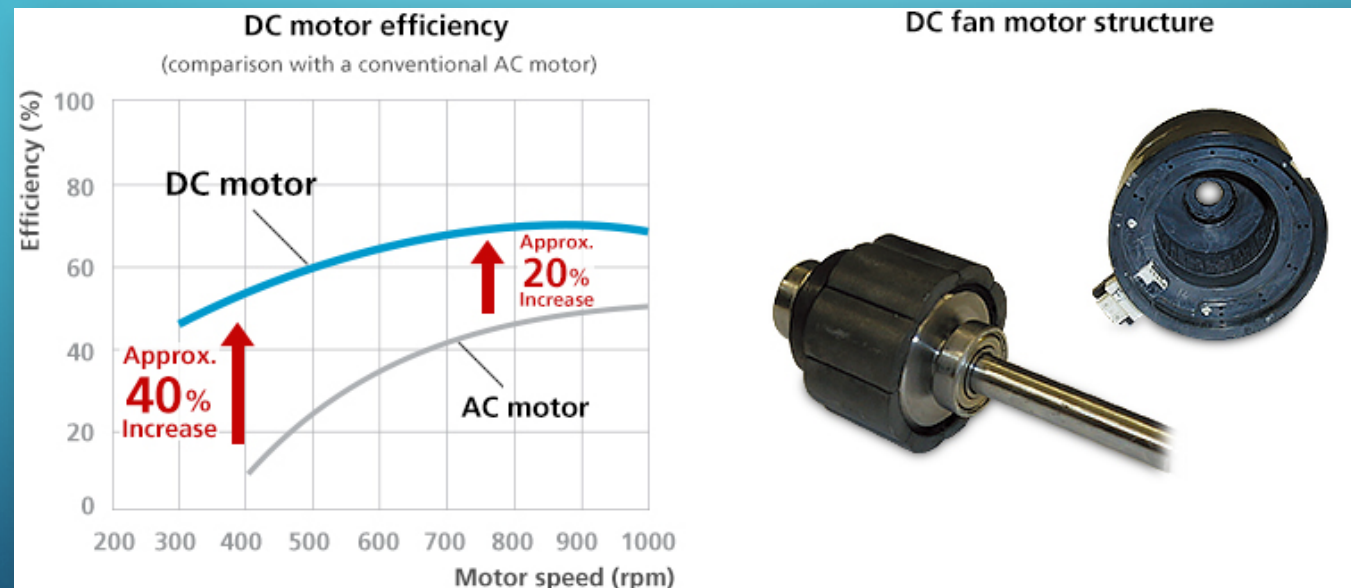 DC motor efficiency
(comparison with a conventional AC motor)
Efficiency (%)
100
80
60
40
20
0
DC motor
Approx.
40%
Increase
Approx.
20%
Increase
AC motor
200 300 400 500 600 700 800 900 1000
Motor speed (rpm)
DC fan motor structure